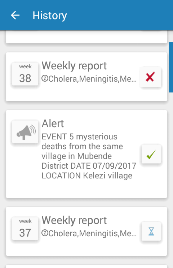 History
week
38
Weekly report
Cholera,Meningitis,Me...
Alert
EVENT 5 mysterious
deaths from the same
village in Mubende
District DATE 07/09/2017
LOCATION Kelezi village
week
37
Weekly report
Cholera,Meningitis,Me...